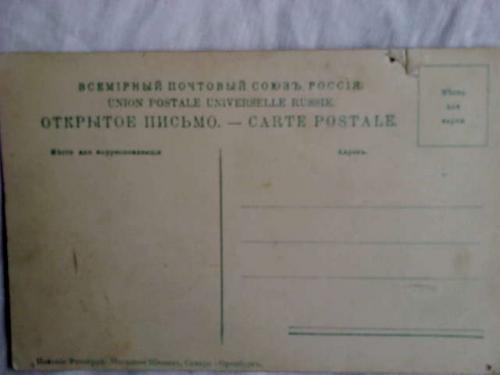 ВСЕМІРНЫЙ ПОЧТОВЫЙ СОЮЗЪ, РОССІЯ.
UNION POSTALE UNIVERSELLE RUSSIE.
ОТКРЫТОЕ ПИСЬМО. — CARTE POSTALE.
Мѣсто
для
марки
Мѣсто для корреспонденціи
Адресъ.